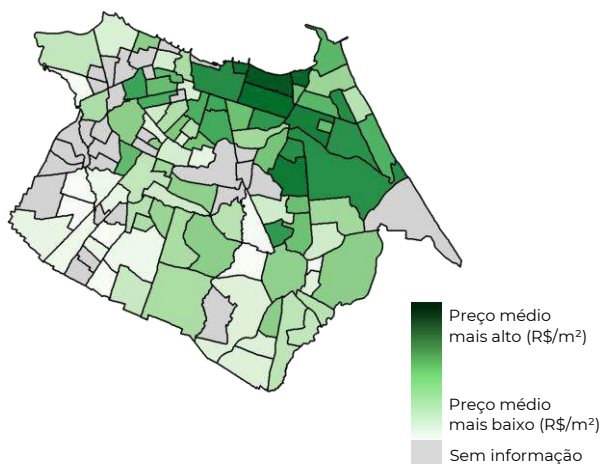 Preço médio
mais alto (R$/m²)
Preço médio
mais baixo (R$/m²)
Sem informação